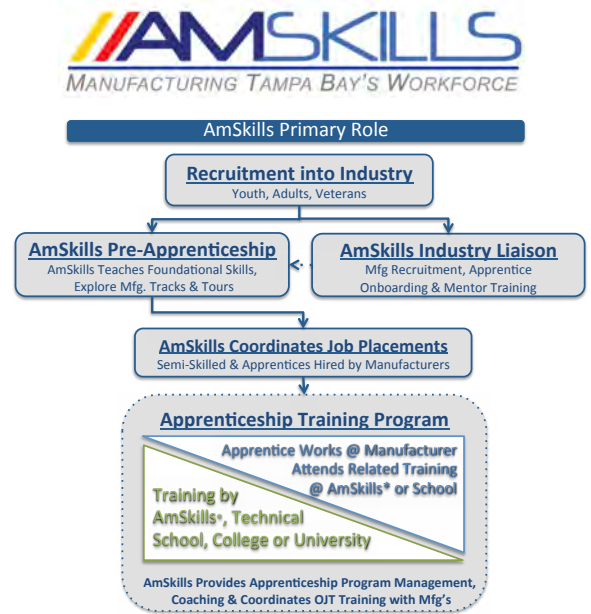 AMSKILLS
MANUFACTURING TAMPA BAY'S WORKFORCE
AmSkills Primary Role
Recruitment into Industry
Youth, Adults, Veterans
AmSkills Pre-Apprenticeship
AmSkills Teaches Foundational Skills,
Explore Mfg. Tracks & Tours
AmSkills Industry Liaison
Mfg Recruitment, Apprentice
Onboarding & Mentor Training
AmSkills Coordinates Job Placements
Semi-Skilled & Apprentices Hired by Manufacturers
Apprenticeship Training Program
Apprentice Works @ Manufacturer
Attends Related Training
@ AmSkills* or School
Training by
AmSkills*, Technical
School, College or University
AmSkills Provides Apprenticeship Program Management,
Coaching & Coordinates OJT Training with Mfg's